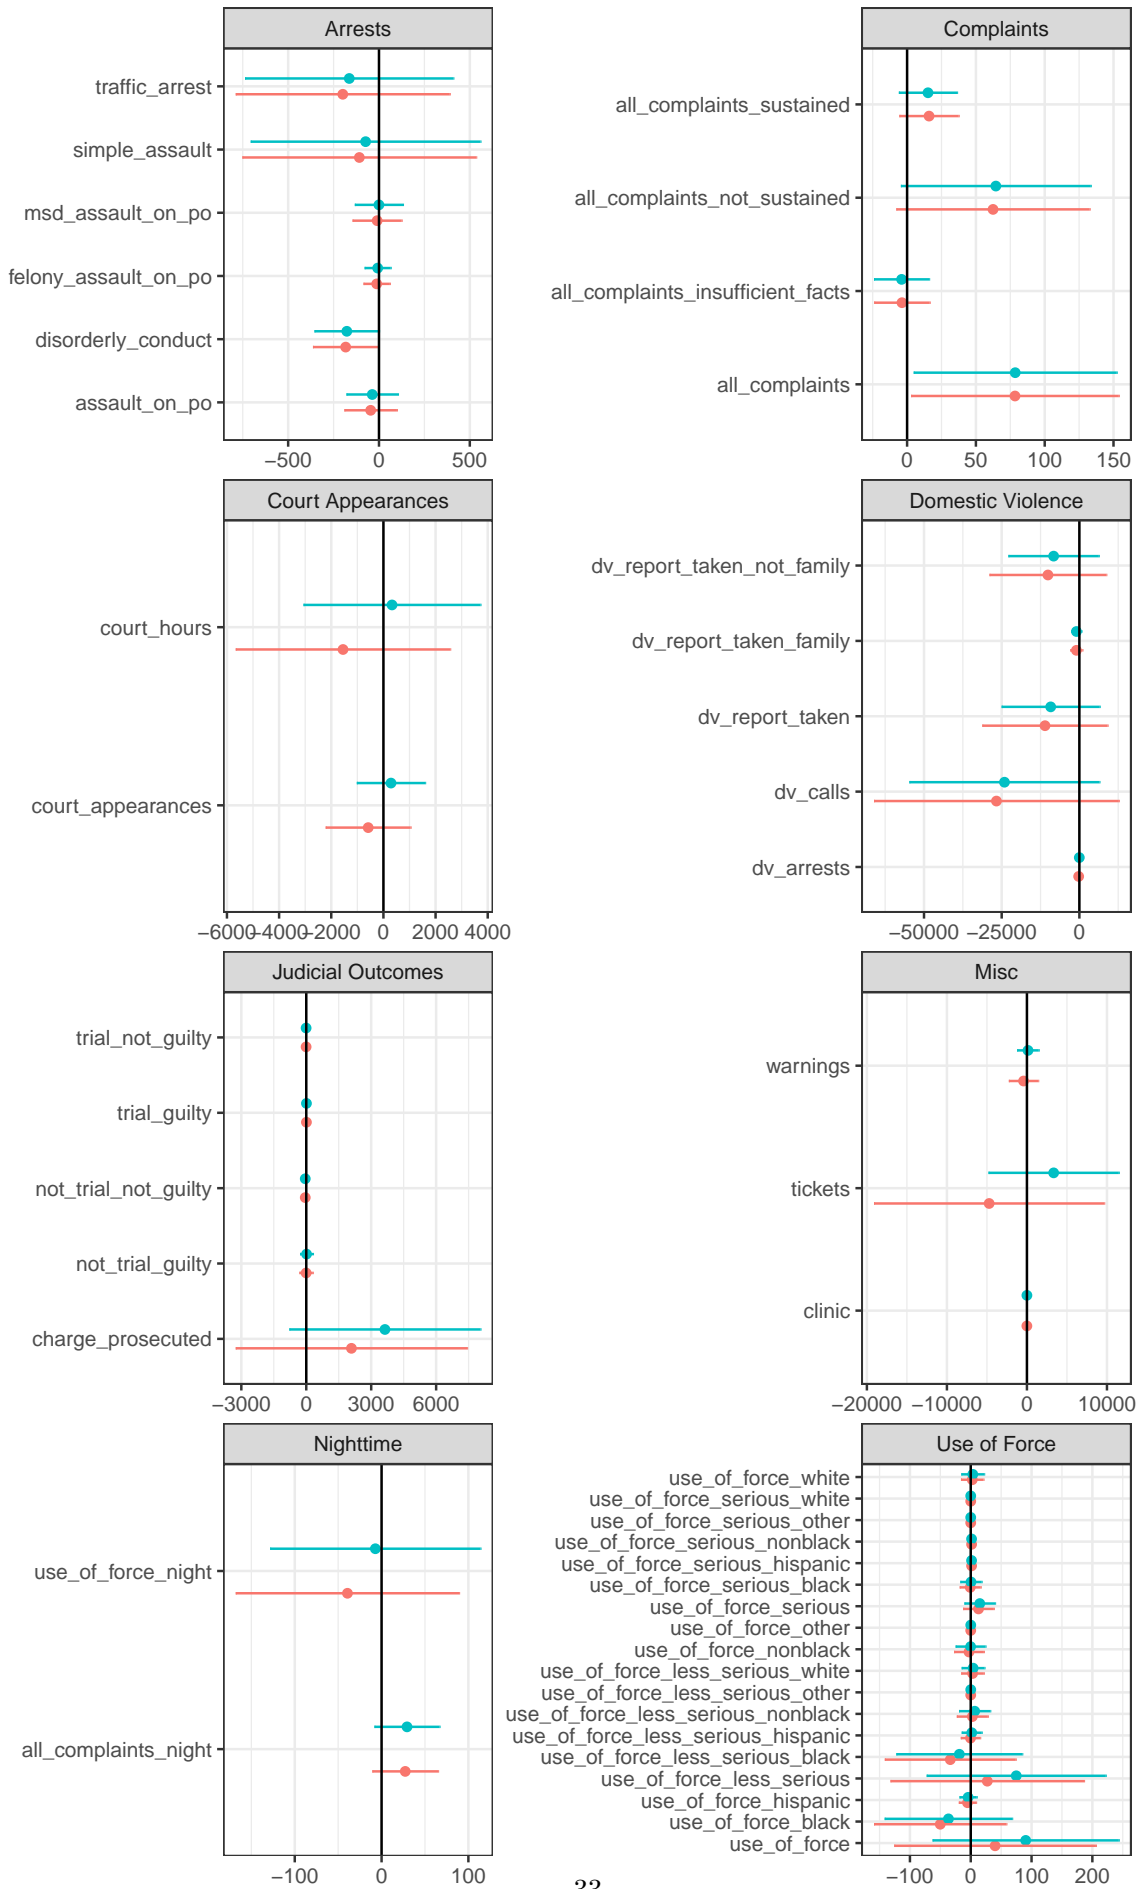 Arrests
traffic_arrest
simple_assault
msd_assault_on_po
felony_assault_on_po
disorderly_conduct
assault_on_po
−500 0 500
Complaints
all_complaints_sustained
all_complaints_not_sustained
all_complaints_insufficient_facts
all_complaints
0 50 100 150
Court Appearances
court_hours
court_appearances
−6000 −4000 −2000 0 2000 4000
Domestic Violence
dv_report_taken_not_family
dv_report_taken_family
dv_report_taken
dv_calls
dv_arrests
−50000 −25000 0
Judicial Outcomes
trial_not_guilty
trial_guilty
not_trial_not_guilty
not_trial_guilty
charge_prosecuted
−3000 0 3000 6000
Misc
warnings
tickets
clinic
−20000 −10000 0 10000
Nighttime
use_of_force_night
all_complaints_night
−100 0 100
Use of Force
use_of_force_white
use_of_force_serious_white
use_of_force_serious_other
use_of_force_serious_nonblack
use_of_force_serious_hispanic
use_of_force_serious_black
use_of_force_serious
use_of_force_other
use_of_force_nonblack
use_of_force_less_serious_white
use_of_force_less_serious_other
use_of_force_less_serious_nonblack
use_of_force_less_serious_hispanic
use_of_force_less_serious_black
use_of_force_less_serious
use_of_force_hispanic
use_of_force_black
use_of_force
−100 0 100 200